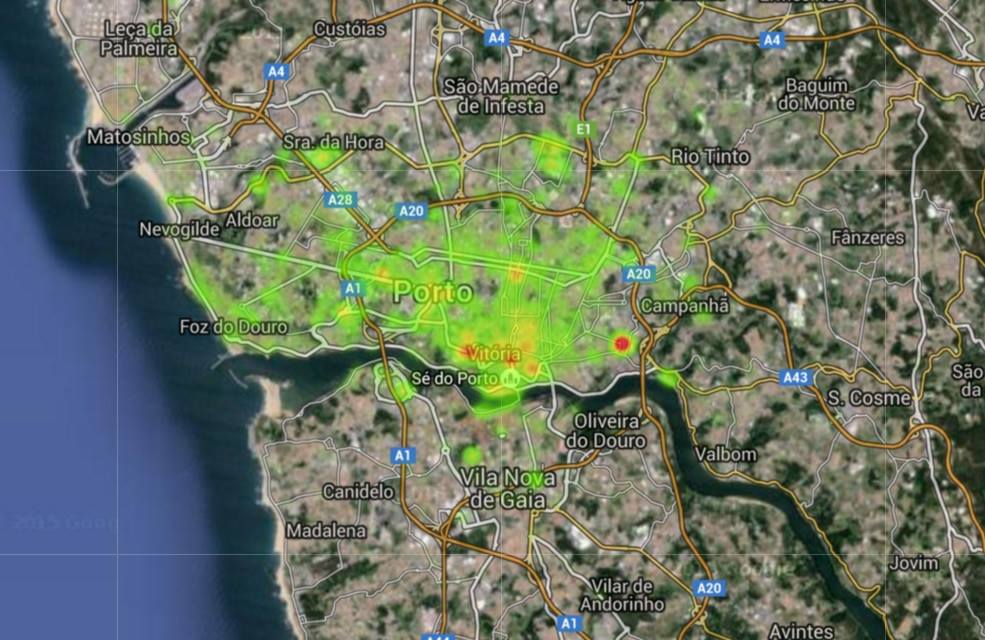 Leça da
Palmeira
Custóias
A4
A4
A4
São Mamede
de Infesta
Baguim
do Monte
Matosinhos
Sra. da Hora
E1
Rio Tinto
A28
A20
Nevogilde
Aldoar
Fânzeres
A20
A1
Porto
Campanhã
Foz do Douro
Vitória
Sé do Porto
A43
São
da
S. Cosme
Oliveira
do Douro
A1
Valbom
Vila Nova
de Gaia
Canidelo
Madalena
Jovim
Vilar de
Andorinho
A20
A1
Avintes